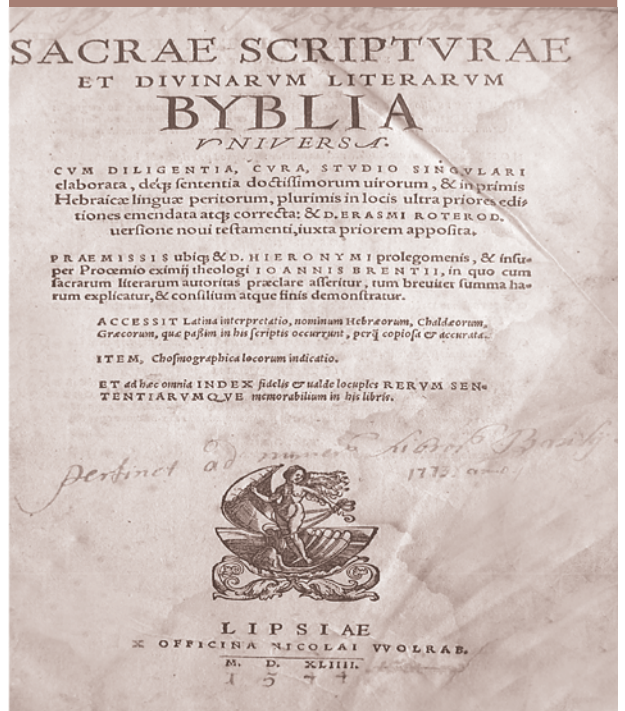 SACRAE SCRIPTVRAE
ET DIVINARVM LITERARVM
BYBLIA
VNIVERSA.
CVM DILIGENTIA, CVRA, STVDIO SINGVLARI
elaborata, deq́; sententia doctissimorum uirorum, & in primis
Hebraicæ linguæ peritorum, plurimis in locis ultra priores edi=
tiones emendata atq; correcta: & D. ERASMI ROTEROD.
uersione noui testamenti, iuxta priorem apposita.
PRAEMISSIS ubiq; & D. HIERONYMI prolegomenis, & insu=
per Prooemio eximij theologi IOANNIS BRENTII, in quo cum
sacrarum literarum autoritas præclare asseritur, tum breuiter summa ha=
rum explicatur, & consilium atque finis demonstratur.
ACCESSIT Latina interpretatio, nominum Hebræorum, Chaldæorum,
Græcorum, quæ passim in his scriptis occurrunt, perq̃ copiosa & accurata.
ITEM, Chosmographica locorum indicatio.
ET ad hæc omnia INDEX fidelis & ualde locuples RERVM SEN=
TENTIARVMQVE memorabilium in his libris.
pertinet ad numerū
LIPSIAE
X OFFICINA NICOLAI VVOLRAB.
M. D. XLIIII.
1544